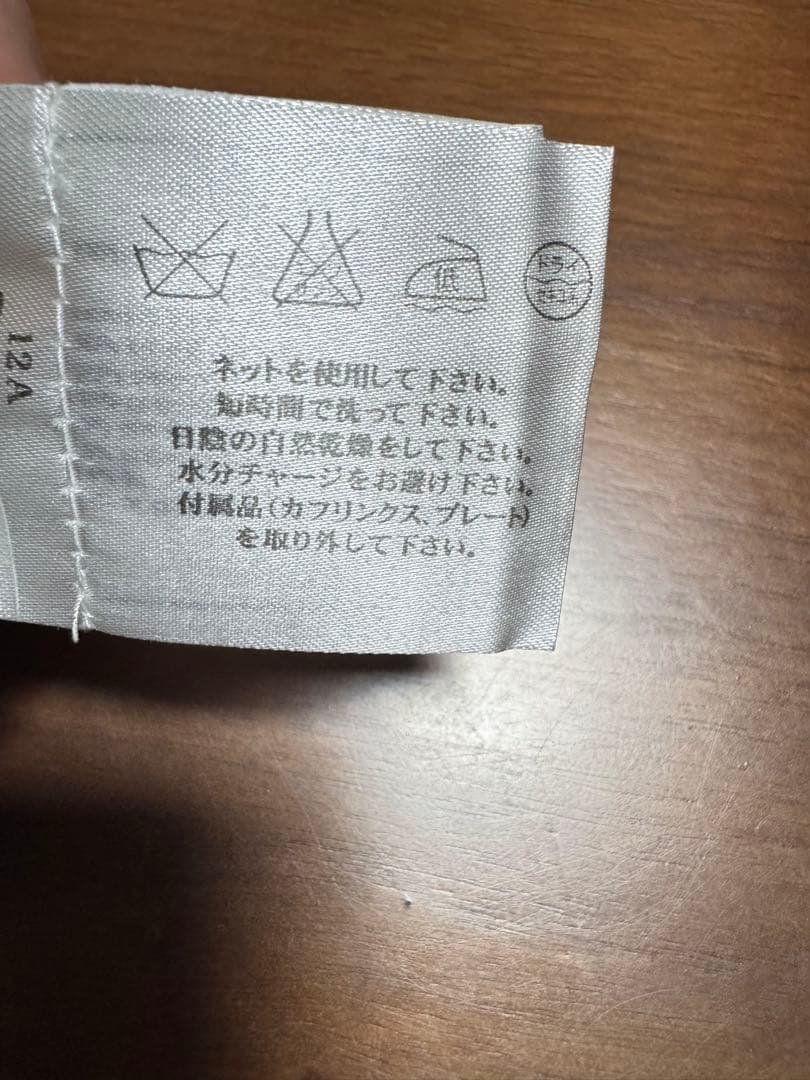 12A
低
ドライ
ネットを使用して下さい。
短時間で洗って下さい。
日陰の自然乾燥をして下さい。
水分チャージをお避け下さい。
付属品(カフリンクス、プレート)
を取り外して下さい。